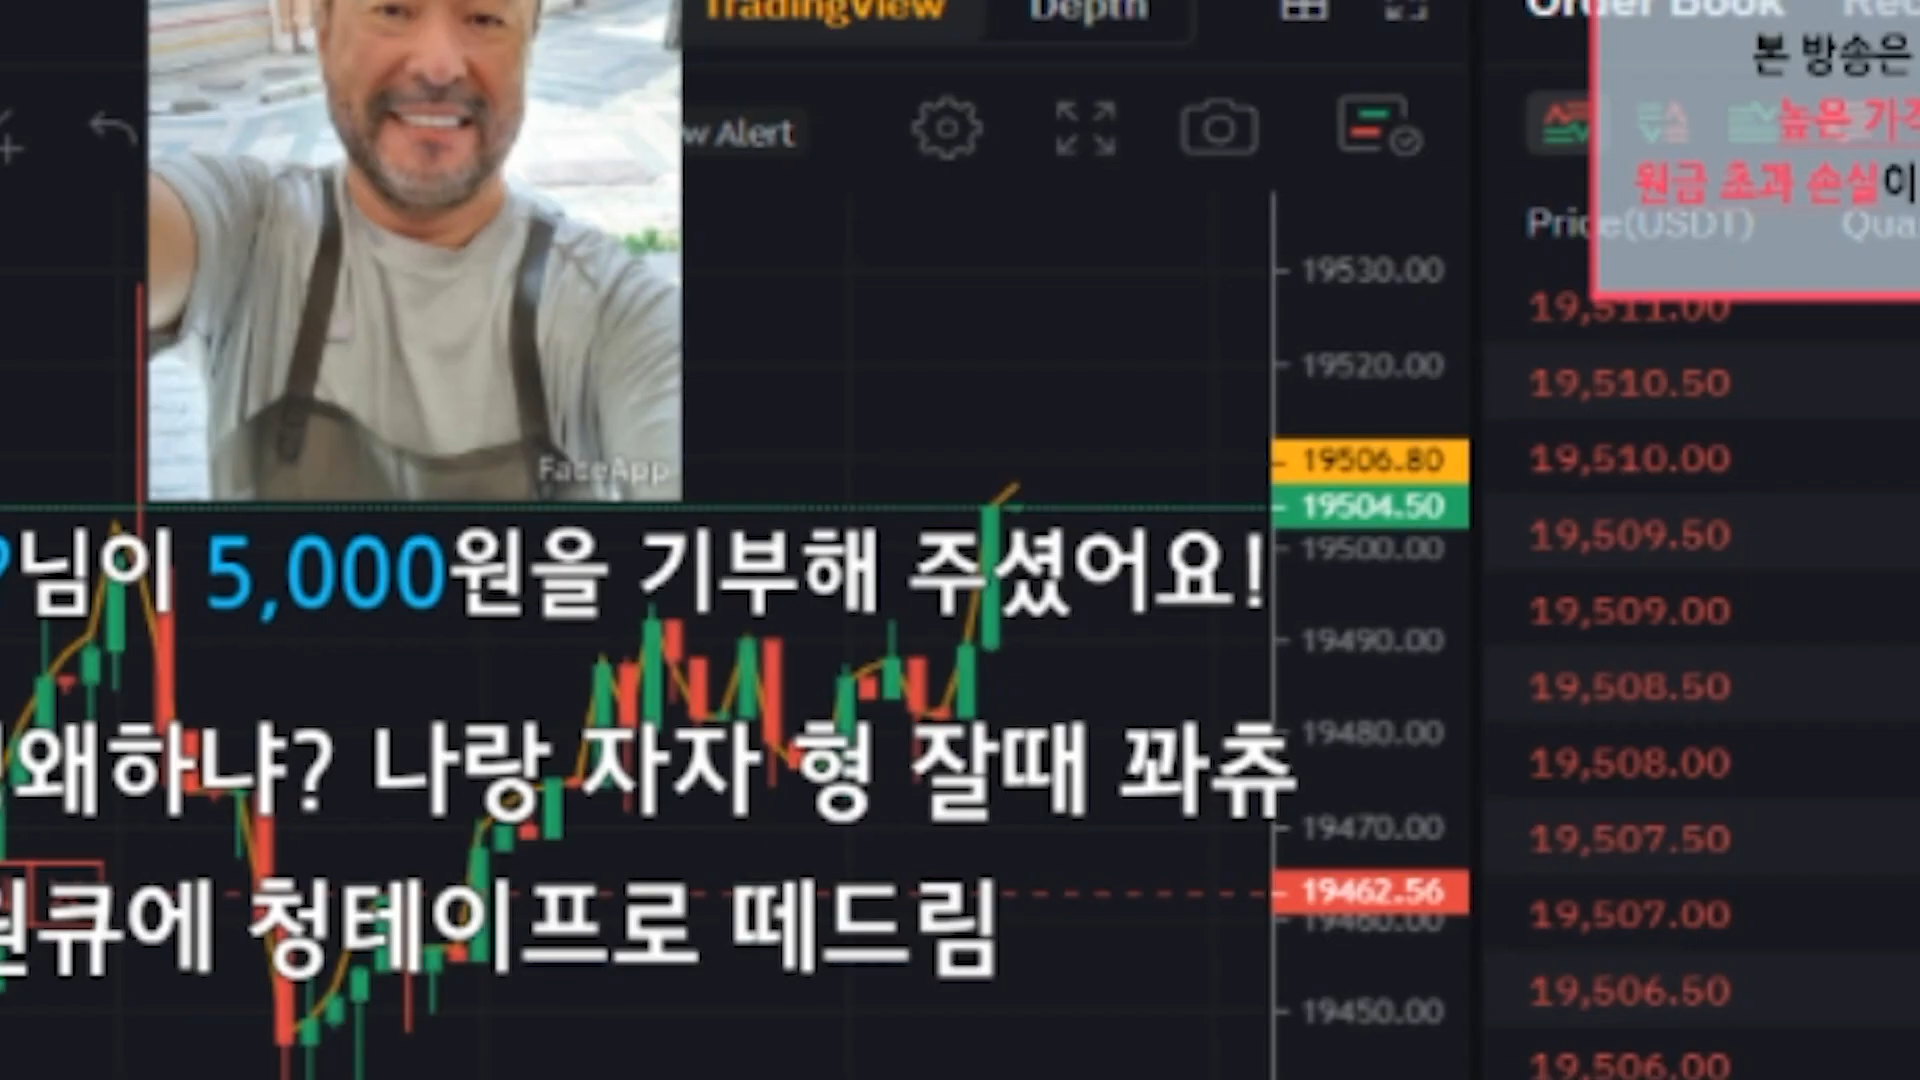 TradingView Depth
Order Book
본 방송은
높은 가격
w Alert
원금 초과 손실이
Price(USDT) Qua
19530.00
19,511.00
19520.00
19,510.50
19506.80
19,510.00
FaceApp
19504.50
19,509.50
19500.00
님이 5,000원을 기부해 주셨어요!
19,509.00
19490.00
19,508.50
19480.00
왜하냐? 나랑 자자 형 잘때 꽈츄
19,508.00
19470.00
19,507.50
19462.56
19460.00
큐에 청테이프로 떼드림
19,507.00
19,506.50
19450.00
19,506.00